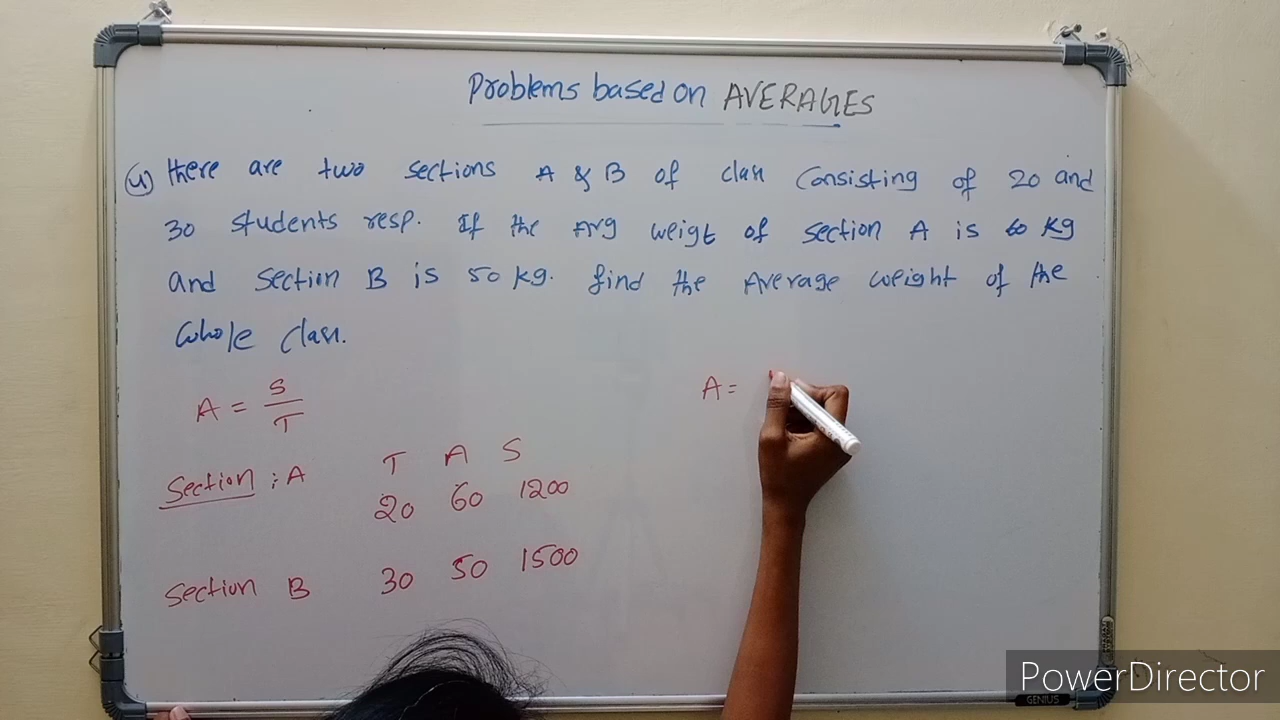 Problems based on AVERAGES
4) there are two sections A & B of class Consisting of 20 and
30 students resp. If the Avg weigt of section A is 60 kg
and section B is 50 kg. find the Average weight of the
whole class.
A = S/T
A =
T A S
Section : A 20 60 1200
Section B 30 50 1500
PowerDirector
GENIUS